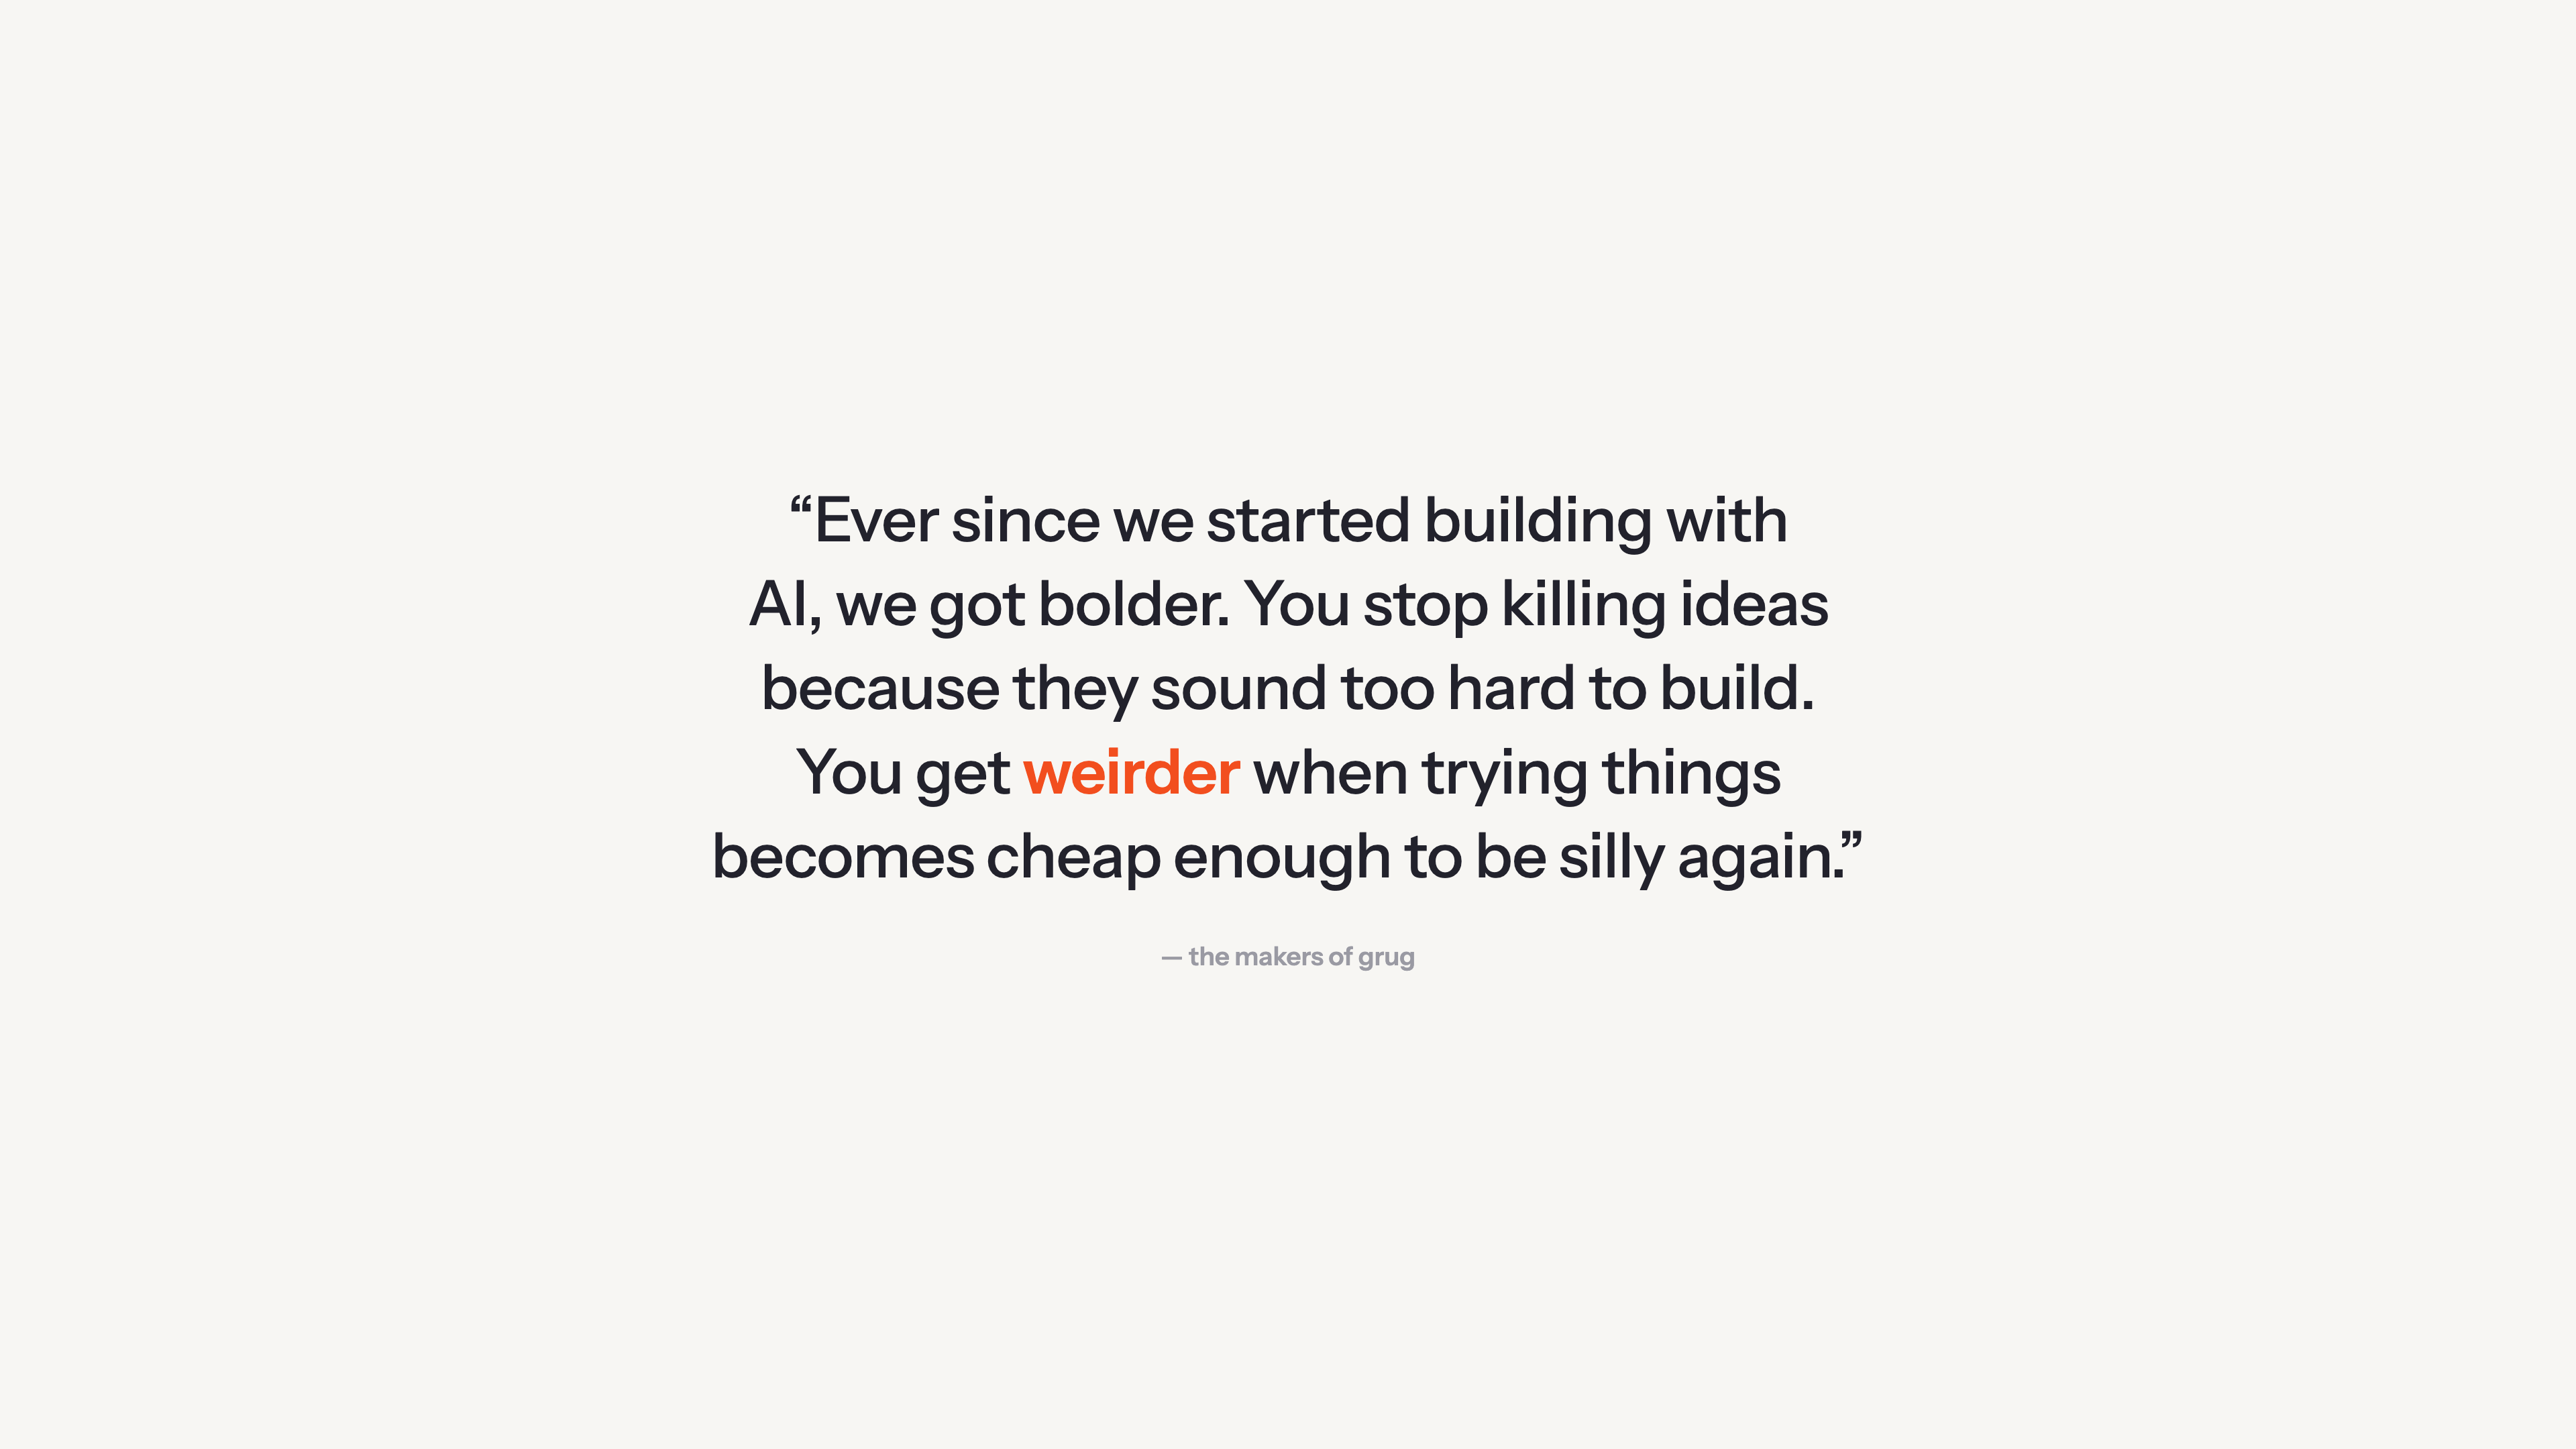 “Ever since we started building with
AI, we got bolder. You stop killing ideas
because they sound too hard to build.
You get weirder when trying things
becomes cheap enough to be silly again.”
— the makers of grug